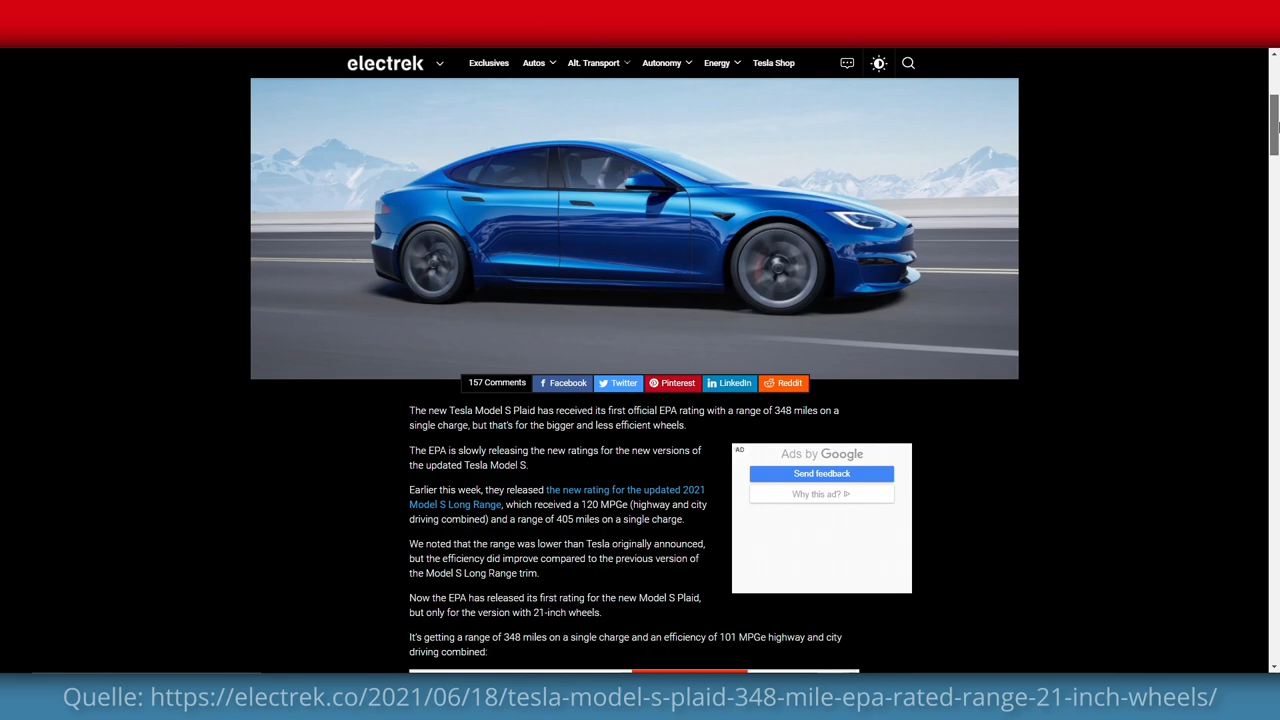 electrek
Exclusives Autos Alt. Transport Autonomy Energy Tesla Shop
157 Comments Facebook Twitter Pinterest LinkedIn Reddit
The new Tesla Model S Plaid has received its first official EPA rating with a range of 348 miles on a
single charge, but that's for the bigger and less efficient wheels.
The EPA is slowly releasing the new ratings for the new versions of
the updated Tesla Model S.
Earlier this week, they released the new rating for the updated 2021
Model S Long Range, which received a 120 MPGe (highway and city
driving combined) and a range of 405 miles on a single charge.
We noted that the range was lower than Tesla originally announced,
but the efficiency did improve compared to the previous version of
the Model S Long Range trim.
Now the EPA has released its first rating for the new Model S Plaid,
but only for the version with 21-inch wheels.
It's getting a range of 348 miles on a single charge and an efficiency of 101 MPGe highway and city
driving combined:
AD
Ads by Google
Send feedback
Why this ad?
Quelle: https://electrek.co/2021/06/18/tesla-model-s-plaid-348-mile-epa-rated-range-21-inch-wheels/